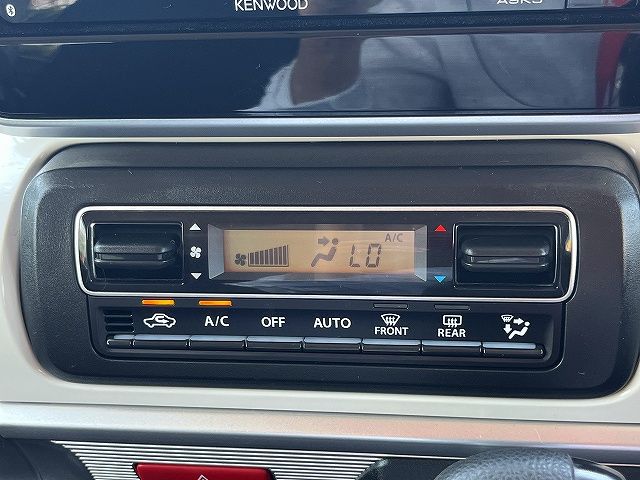 KENWOOD
A/C
LO
A/C OFF AUTO FRONT REAR